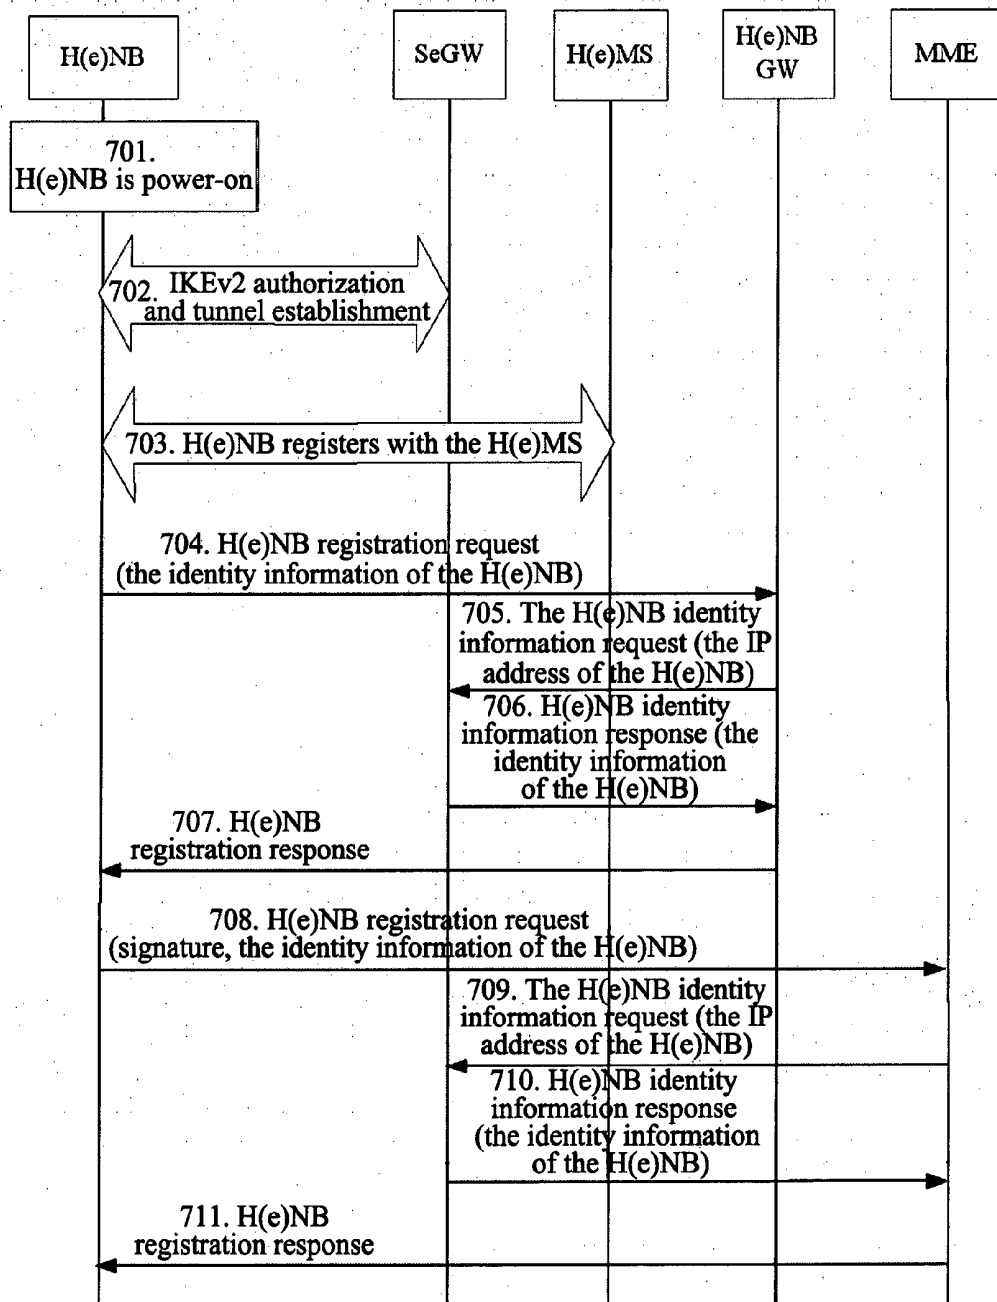 H(e)NB
SeGW
H(e)MS
H(e)NB
GW
MME
701.
H(e)NB is power-on
702. IKEv2 authorization
and tunnel establishment
703. H(e)NB registers with the H(e)MS
704. H(e)NB registration request
(the identity information of the H(e)NB)
705. The H(e)NB identity
information request (the IP
address of the H(e)NB)
706. H(e)NB identity
information response (the
identity information
of the H(e)NB)
707. H(e)NB
registration response
708. H(e)NB registration request
(signature, the identity information of the H(e)NB)
709. The H(e)NB identity
information request (the IP
address of the H(e)NB)
710. H(e)NB identity
information response
(the identity information
of the H(e)NB)
711. H(e)NB
registration response